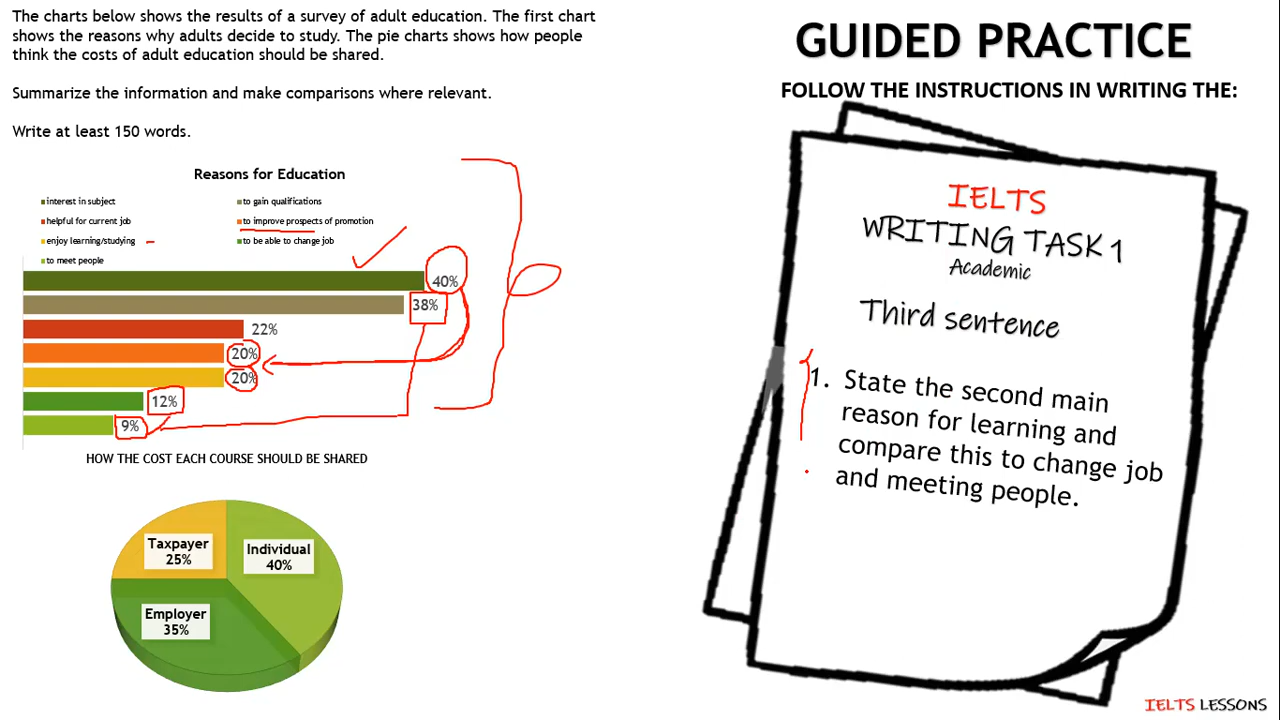 The charts below shows the results of a survey of adult education. The first chart
shows the reasons why adults decide to study. The pie charts shows how people
think the costs of adult education should be shared.
Summarize the information and make comparisons where relevant.
Write at least 150 words.
Reasons for Education
interest in subject
to gain qualifications
helpful for current job
to improve prospects of promotion
enjoy learning/studying
to be able to change job
to meet people
40%
38%
22%
20%
20%
12%
9%
HOW THE COST EACH COURSE SHOULD BE SHARED
Taxpayer
25%
Individual
40%
Employer
35%
GUIDED PRACTICE
FOLLOW THE INSTRUCTIONS IN WRITING THE:
IELTS
WRITING TASK 1
Academic
Third sentence
1. State the second main
reason for learning and
compare this to change job
and meeting people.
IELTS LESSONS